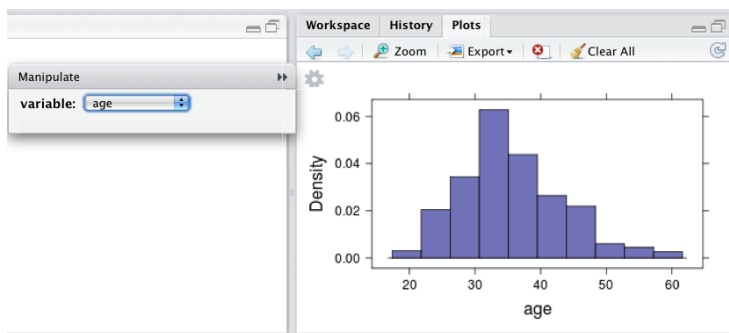 Workspace History Plots
Zoom Export Clear All
Manipulate
variable: age
0.06
0.04
0.02
0.00
Density
20 30 40 50 60
age